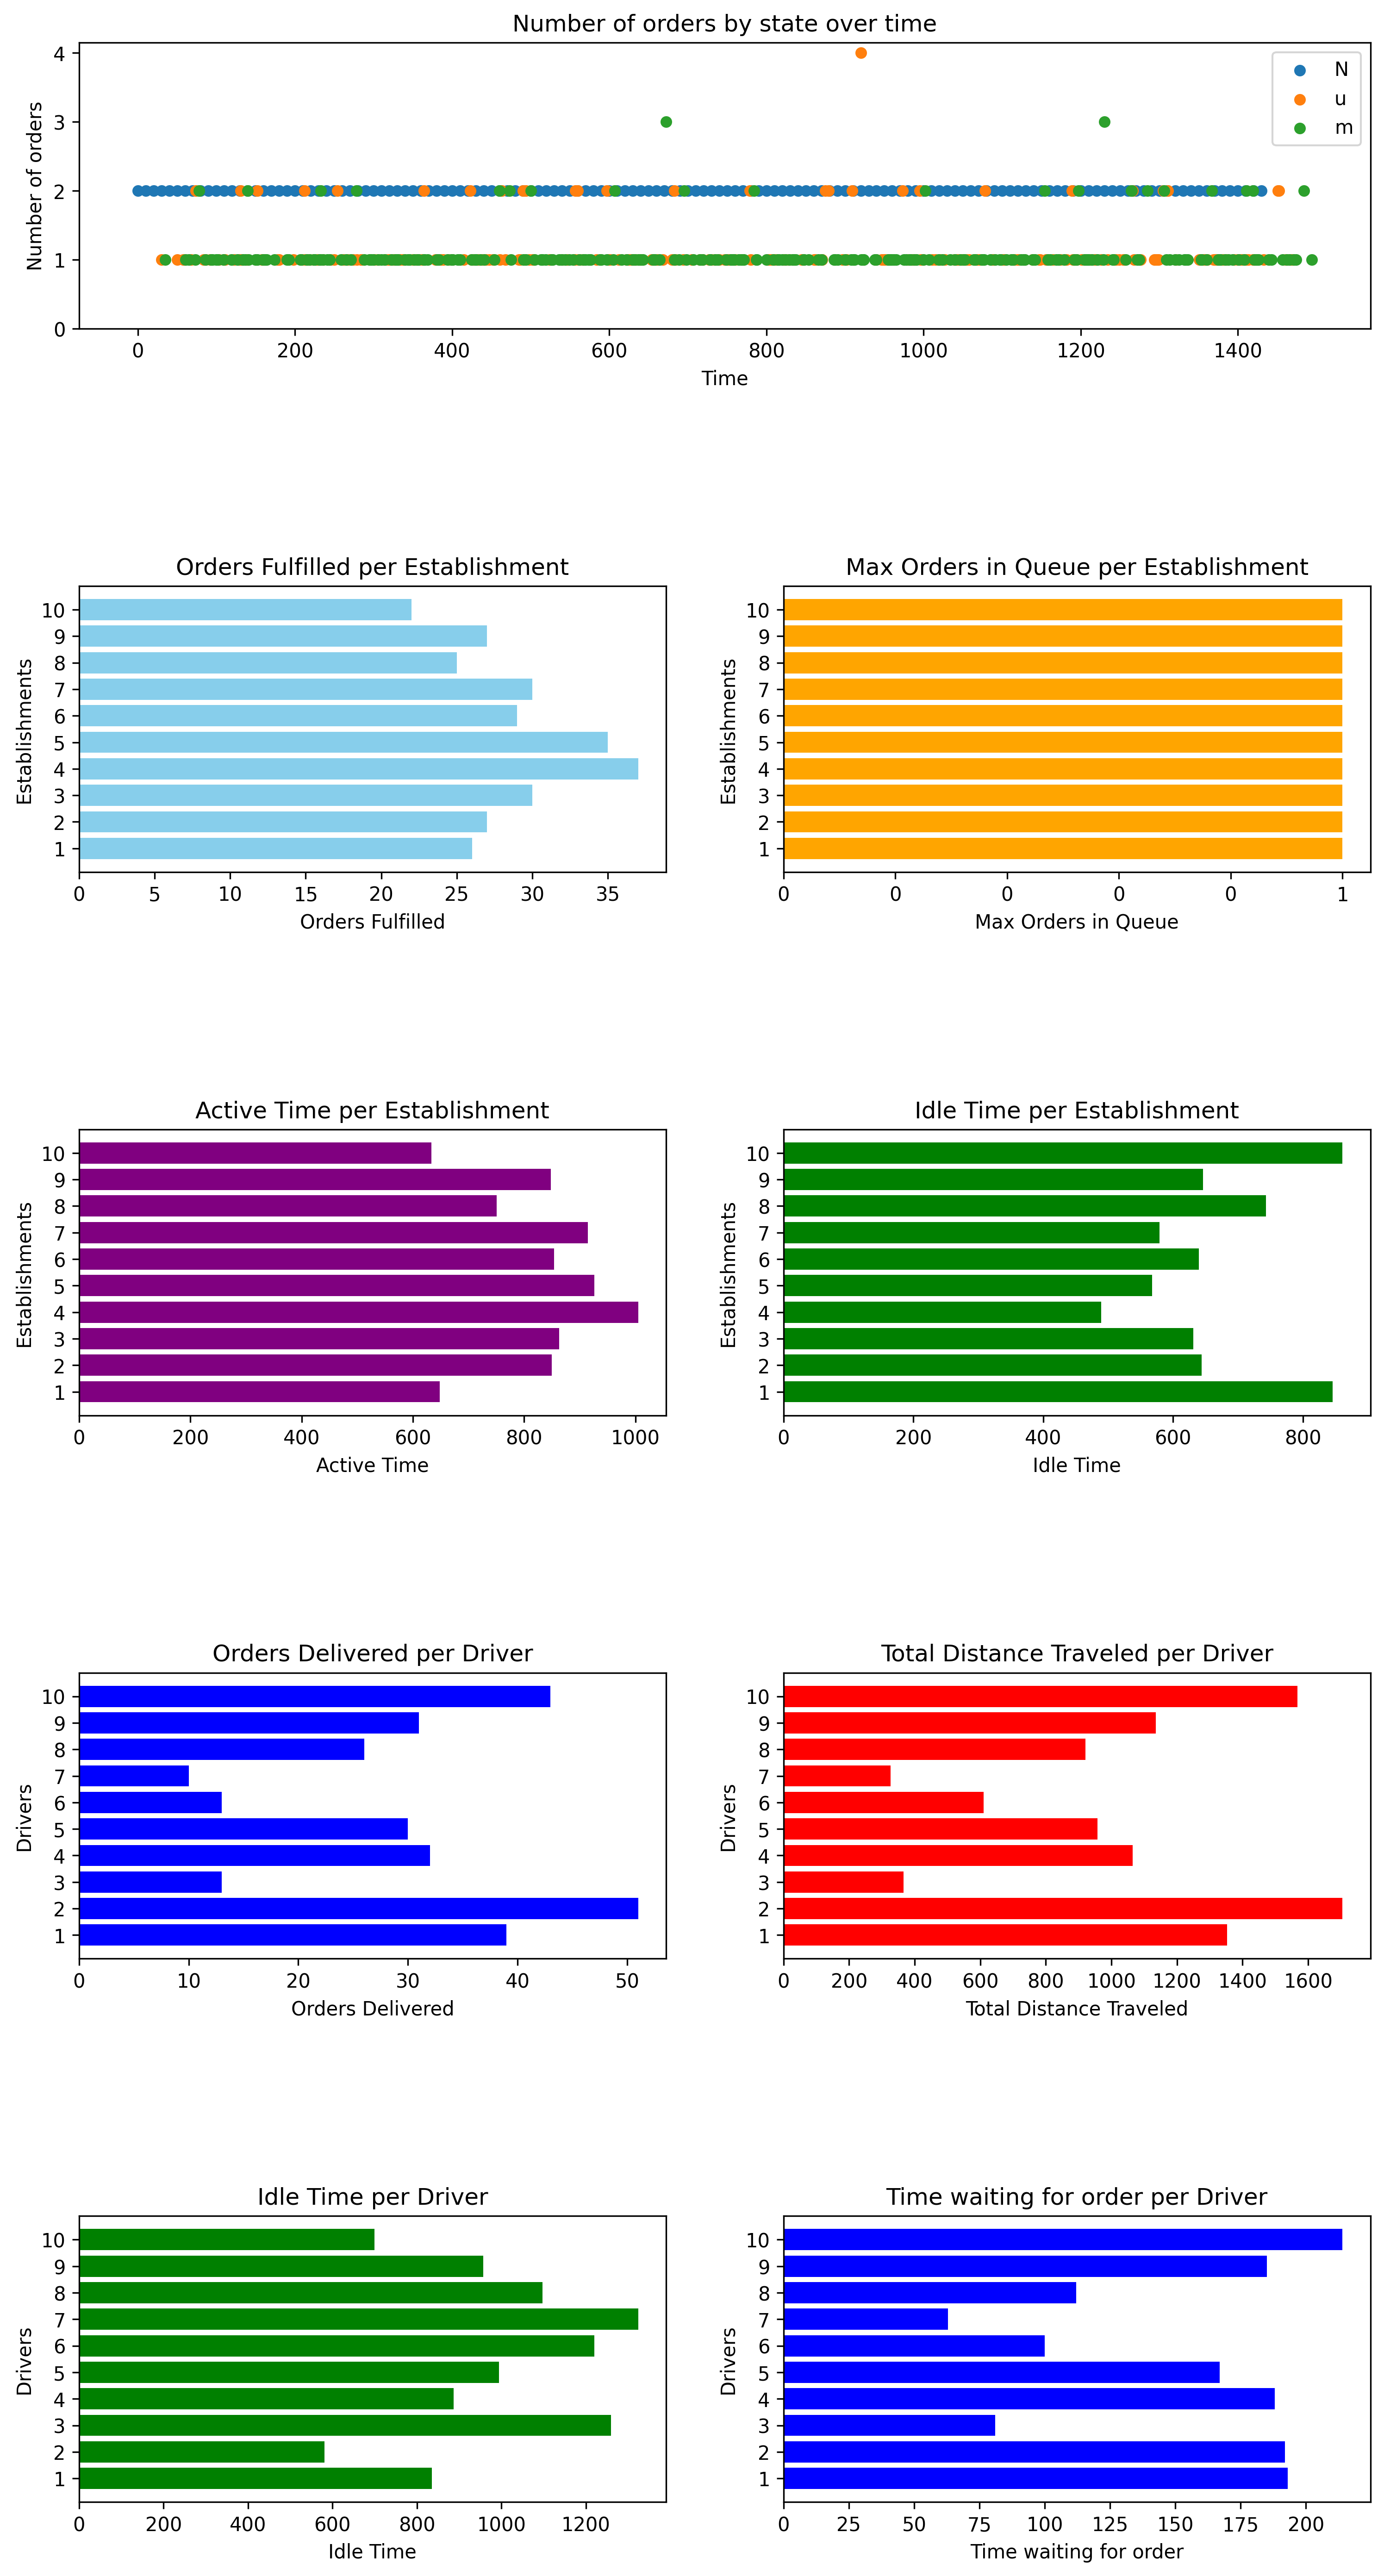 Number of orders by state over time
Number of orders
4
3
2
1
0
N
u
m
0 200 400 600 800 1000 1200 1400
Time
Orders Fulfilled per Establishment
Establishments
10
9
8
7
6
5
4
3
2
1
0 5 10 15 20 25 30 35
Orders Fulfilled
Max Orders in Queue per Establishment
Establishments
10
9
8
7
6
5
4
3
2
1
0 0 0 0 0 1
Max Orders in Queue
Active Time per Establishment
Establishments
10
9
8
7
6
5
4
3
2
1
0 200 400 600 800 1000
Active Time
Idle Time per Establishment
Establishments
10
9
8
7
6
5
4
3
2
1
0 200 400 600 800
Idle Time
Orders Delivered per Driver
Drivers
10
9
8
7
6
5
4
3
2
1
0 10 20 30 40 50
Orders Delivered
Total Distance Traveled per Driver
Drivers
10
9
8
7
6
5
4
3
2
1
0 200 400 600 800 1000 1200 1400 1600
Total Distance Traveled
Idle Time per Driver
Drivers
10
9
8
7
6
5
4
3
2
1
0 200 400 600 800 1000 1200
Idle Time
Time waiting for order per Driver
Drivers
10
9
8
7
6
5
4
3
2
1
0 25 50 75 100 125 150 175 200
Time waiting for order